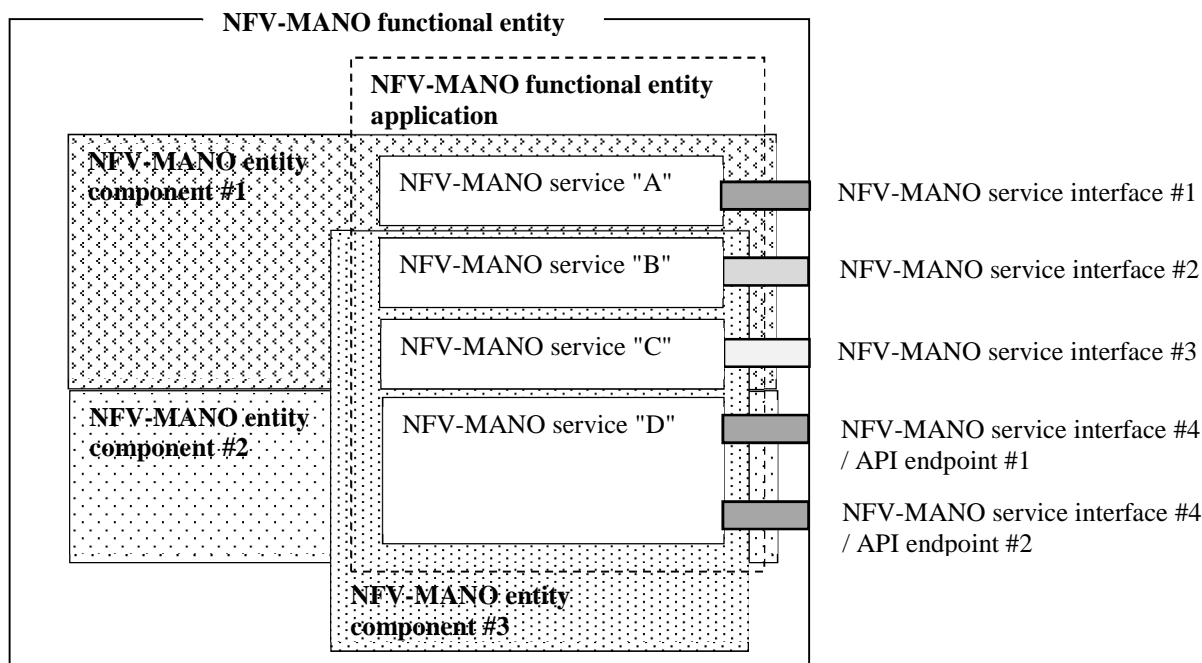 NFV-MANO functional entity
NFV-MANO functional entity
application
NFV-MANO entity
component #1
NFV-MANO service "A"
NFV-MANO service interface #1
NFV-MANO service "B"
NFV-MANO service interface #2
NFV-MANO service "C"
NFV-MANO service interface #3
NFV-MANO entity
component #2
NFV-MANO service "D"
NFV-MANO service interface #4
/ API endpoint #1
NFV-MANO service interface #4
/ API endpoint #2
NFV-MANO entity
component #3